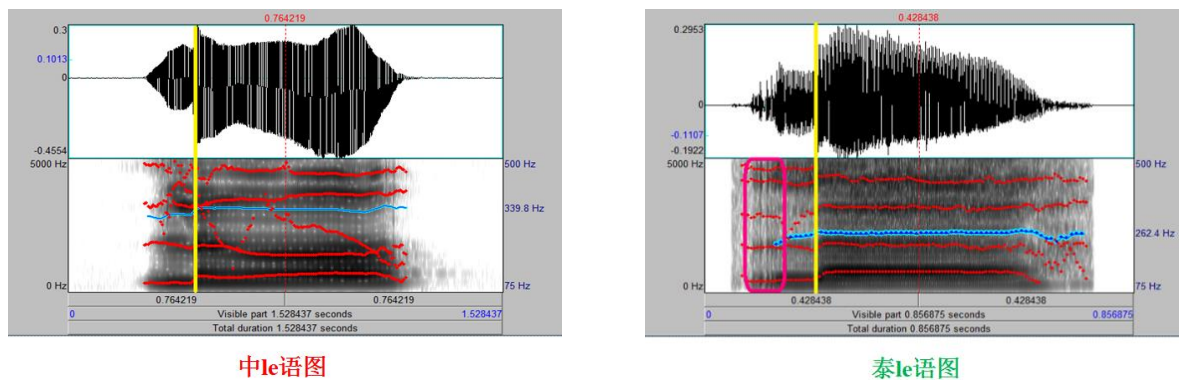 0.764219
0.3
0.1013
0
-0.4554
5000 Hz
500 Hz
339.8 Hz
0 Hz
75 Hz
0.764219
0.764219
0
Visible part 1.528437 seconds
1.528437
Total duration 1.528437 seconds
中le语图
0.428438
0.2953
0
-0.1107
-0.1922
5000 Hz
500 Hz
262.4 Hz
0 Hz
75 Hz
0.428438
0.428438
0
Visible part 0.856875 seconds
0.856875
Total duration 0.856875 seconds
泰le语图